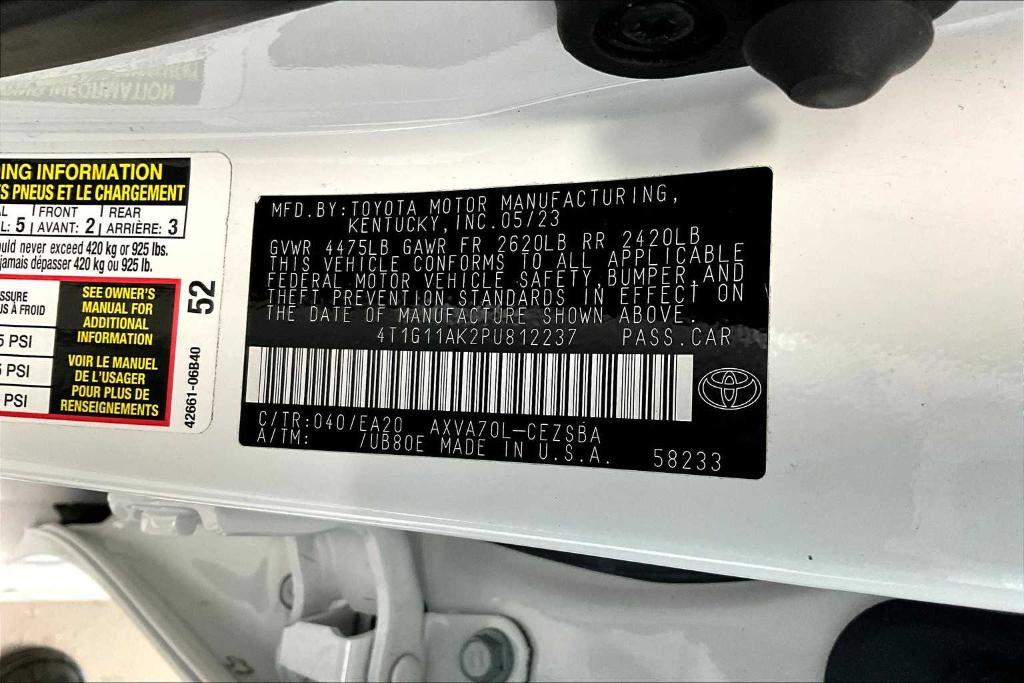 ING INFORMATION
S PNEUS ET LE CHARGEMENT
FRONT REAR
5 AVANT: 2 ARRIÈRE: 3
uld never exceed 420 kg or 925 lbs.
jamais dépasser 420 kg ou 925 lb.
SSURE
À FROID
5 PSI
5 PSI
PSI
SEE OWNER'S
MANUAL FOR
ADDITIONAL
INFORMATION
VOIR LE MANUEL
DE L'USAGER
POUR PLUS DE
RENSEIGNEMENTS
52
42661-06B40
MFD.BY:TOYOTA MOTOR MANUFACTURING,
KENTUCKY,INC.05/23
GVWR 4475LB GAWR FR 2620LB RR 2420LB
THIS VEHICLE CONFORMS TO ALL APPLICABLE
FEDERAL MOTOR VEHICLE SAFETY,BUMPER,AND
THEFT PREVENTION STANDARDS IN EFFECT ON
THE DATE OF MANUFACTURE SHOWN ABOVE.
4T1G11AK2PU812237 PASS.CAR
C/TR:040/EA20 AXVA70L-CEZSBA
A/TM: /UB80E MADE IN U.S.A. 58233